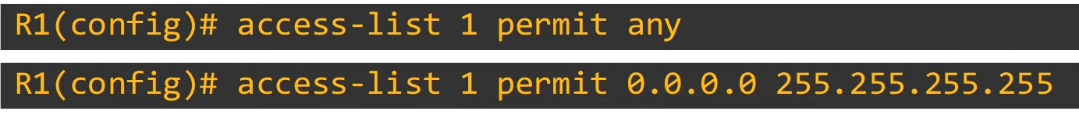 R1(config)# access-list 1 permit any
R1(config)# access-list 1 permit 0.0.0.0 255.255.255.255